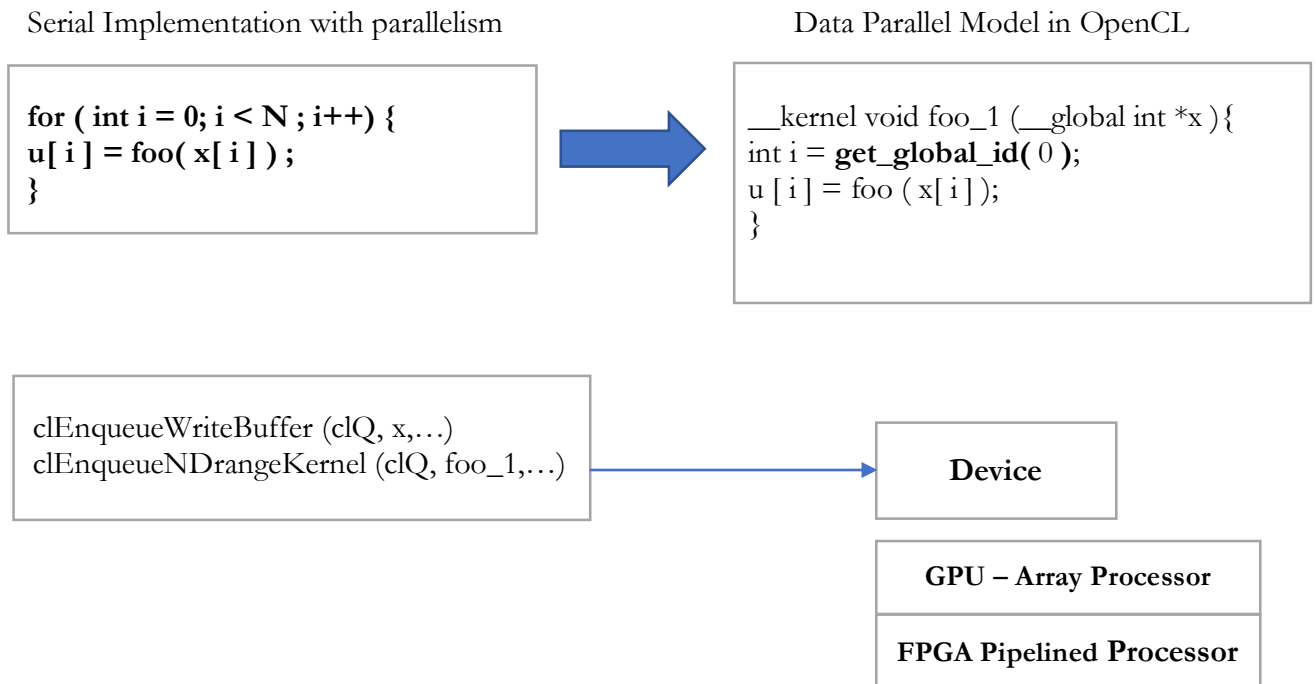 Serial Implementation with parallelism
Data Parallel Model in OpenCL
for ( int i = 0; i < N ; i++) {
u[ i ] = foo( x[ i ] ) ;
}
__kernel void foo_1 (__global int *x ){
int i = get_global_id( 0 );
u [ i ] = foo ( x[ i ] );
}
clEnqueueWriteBuffer (clQ, x,…)
clEnqueueNDrangeKernel (clQ, foo_1,…)
Device
GPU – Array Processor
FPGA Pipelined Processor